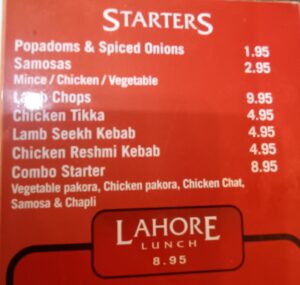 STARTERS
Popadoms & Spiced Onions 1.95
Samosas 2.95
Mince / Chicken / Vegetable
Lamb Chops 9.95
Chicken Tikka 4.95
Lamb Seekh Kebab 4.95
Chicken Reshmi Kebab 4.95
Combo Starter 8.95
Vegetable pakora, Chicken pakora, Chicken Chat,
Samosa & Chapli
LAHORE
LUNCH
8.95